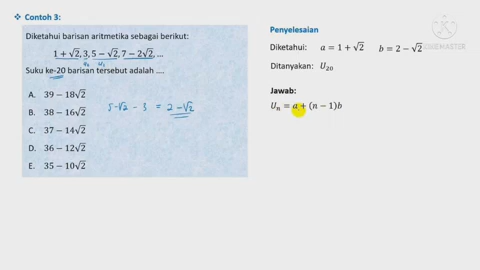 ❖ Contoh 3:
Diketahui barisan aritmetika sebagai berikut:
1 + √2, 3, 5 − √2, 7 − 2√2, ...
U₂ U₃
Suku ke-20 barisan tersebut adalah ....
A. 39 − 18√2
B. 38 − 16√2
C. 37 − 14√2
D. 36 − 12√2
E. 35 − 10√2
5-√2 - 3 = 2-√2
Penyelesaian
Diketahui: a = 1 + √2 b = 2 − √2
Ditanyakan: U₂₀
Jawab:
Uₙ = a + (n − 1)b
KINEMASTER